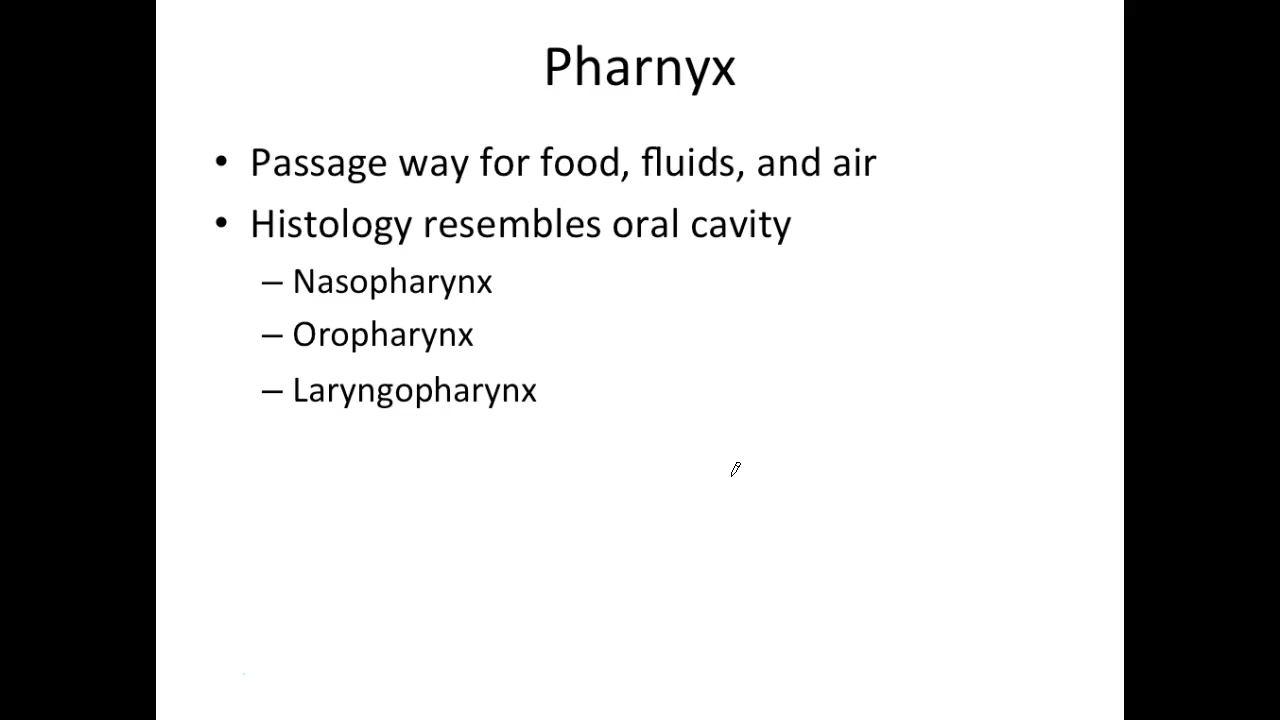 Pharnyx
• Passage way for food, fluids, and air
• Histology resembles oral cavity
– Nasopharynx
– Oropharynx
– Laryngopharynx